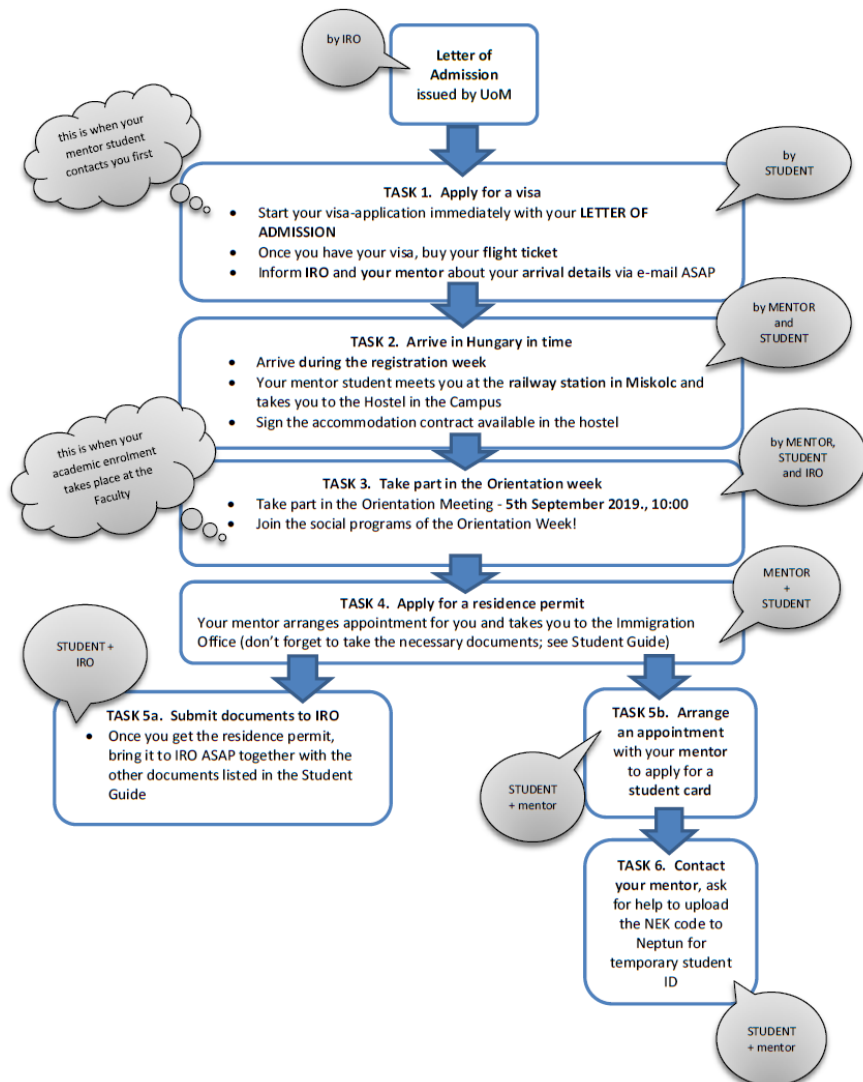 by IRO
Letter of
Admission
issued by UoM
this is when your
mentor student
contacts you first
by
STUDENT
TASK 1. Apply for a visa
• Start your visa-application immediately with your LETTER OF
ADMISSION
• Once you have your visa, buy your flight ticket
• Inform IRO and your mentor about your arrival details via e-mail ASAP
by MENTOR
and
STUDENT
TASK 2. Arrive in Hungary in time
• Arrive during the registration week
• Your mentor student meets you at the railway station in Miskolc and
takes you to the Hostel in the Campus
• Sign the accommodation contract available in the hostel
this is when your
academic enrolment
takes place at the
Faculty
by MENTOR,
STUDENT
and IRO
TASK 3. Take part in the Orientation week
• Take part in the Orientation Meeting - 5th September 2019., 10:00
• Join the social programs of the Orientation Week!
MENTOR
+
STUDENT
TASK 4. Apply for a residence permit
Your mentor arranges appointment for you and takes you to the Immigration
Office (don't forget to take the necessary documents; see Student Guide)
STUDENT +
IRO
TASK 5a. Submit documents to IRO
• Once you get the residence permit,
bring it to IRO ASAP together with the
other documents listed in the Student
Guide
TASK 5b. Arrange
an appointment
with your mentor
to apply for a
student card
STUDENT
+ mentor
TASK 6. Contact
your mentor, ask
for help to upload
the NEK code to
Neptun for
temporary student
ID
STUDENT
+ mentor